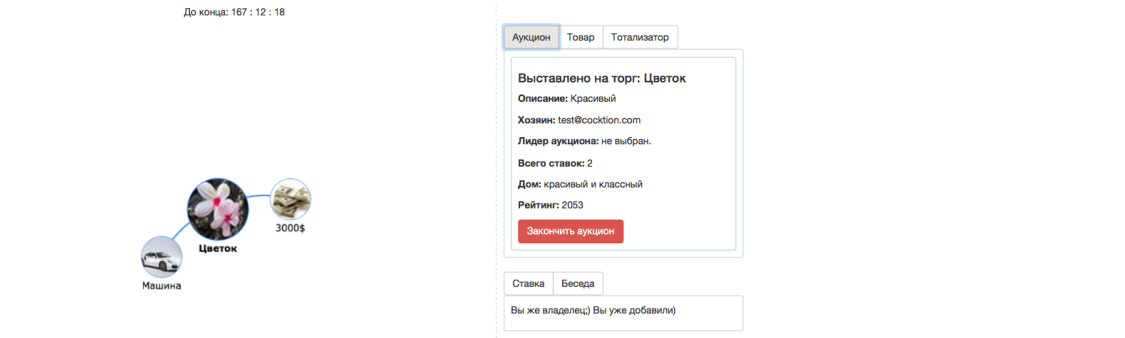 До конца: 167 : 12 : 18
3000$
Цветок
Машина
Аукцион Товар Тотализатор
Выставлено на торг: Цветок
Описание: Красивый
Хозяин: test@cocktion.com
Лидер аукциона: не выбран.
Всего ставок: 2
Дом: красивый и классный
Рейтинг: 2053
Закончить аукцион
Ставка Беседа
Вы же владелец;) Вы уже добавили)